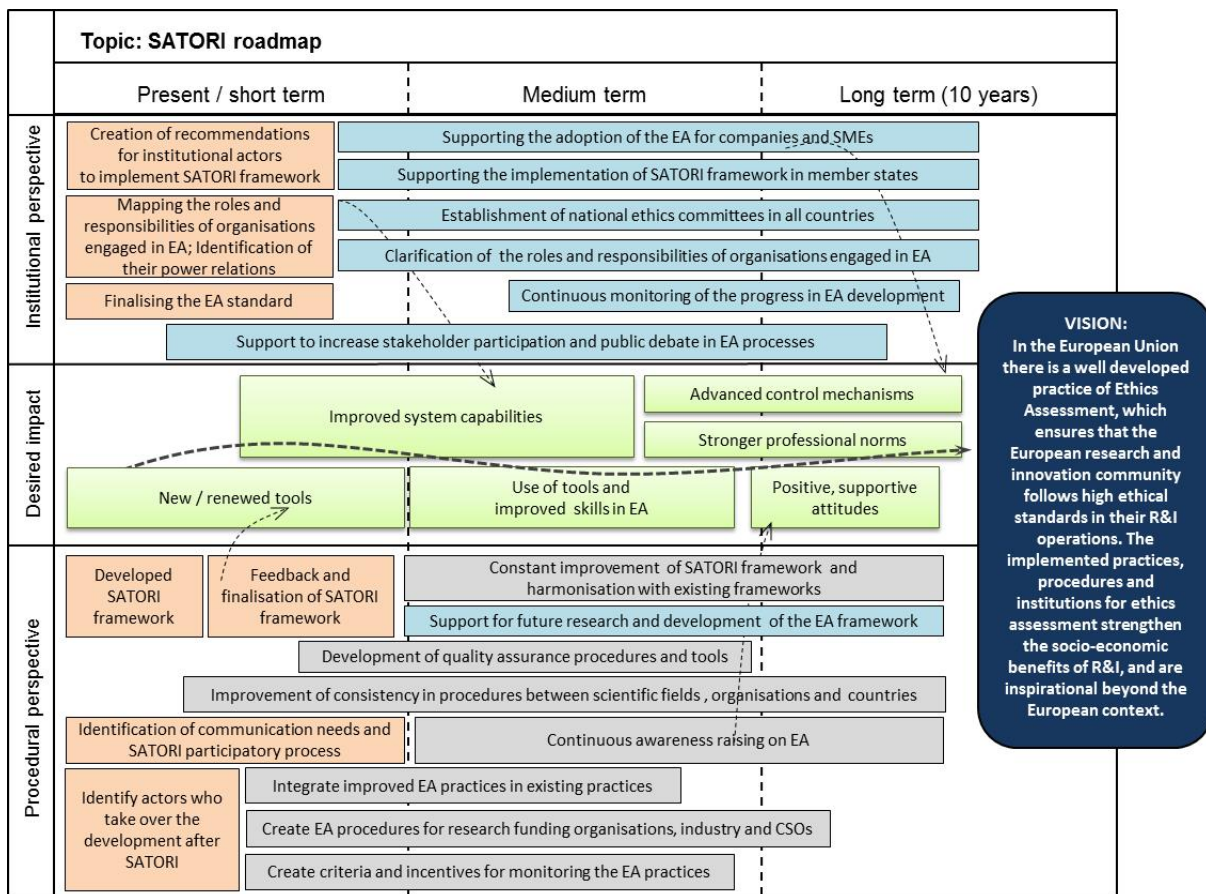 Topic: SATORI roadmap
Present / short term
Medium term
Long term (10 years)
Institutional perspective
Creation of recommendations
for institutional actors
to implement SATORI framework
Supporting the adoption of the EA for companies and SMEs
Supporting the implementation of SATORI framework in member states
Mapping the roles and
responsibilities of organisations
engaged in EA; Identification of
their power relations
Establishment of national ethics committees in all countries
Clarification of the roles and responsibilities of organisations engaged in EA
Finalising the EA standard
Continuous monitoring of the progress in EA development
Support to increase stakeholder participation and public debate in EA processes
Desired impact
Improved system capabilities
Advanced control mechanisms
Stronger professional norms
New / renewed tools
Use of tools and
improved skills in EA
Positive, supportive
attitudes
Procedural perspective
Developed
SATORI
framework
Feedback and
finalisation of SATORI
framework
Constant improvement of SATORI framework and
harmonisation with existing frameworks
Support for future research and development of the EA framework
Development of quality assurance procedures and tools
Improvement of consistency in procedures between scientific fields , organisations and countries
Identification of communication needs and
SATORI participatory process
Continuous awareness raising on EA
Identify actors who
take over the
development after
SATORI
Integrate improved EA practices in existing practices
Create EA procedures for research funding organisations, industry and CSOs
Create criteria and incentives for monitoring the EA practices
VISION:
In the European Union
there is a well developed
practice of Ethics
Assessment, which
ensures that the
European research and
innovation community
follows high ethical
standards in their R&I
operations. The
implemented practices,
procedures and
institutions for ethics
assessment strengthen
the socio-economic
benefits of R&I, and are
inspirational beyond the
European context.